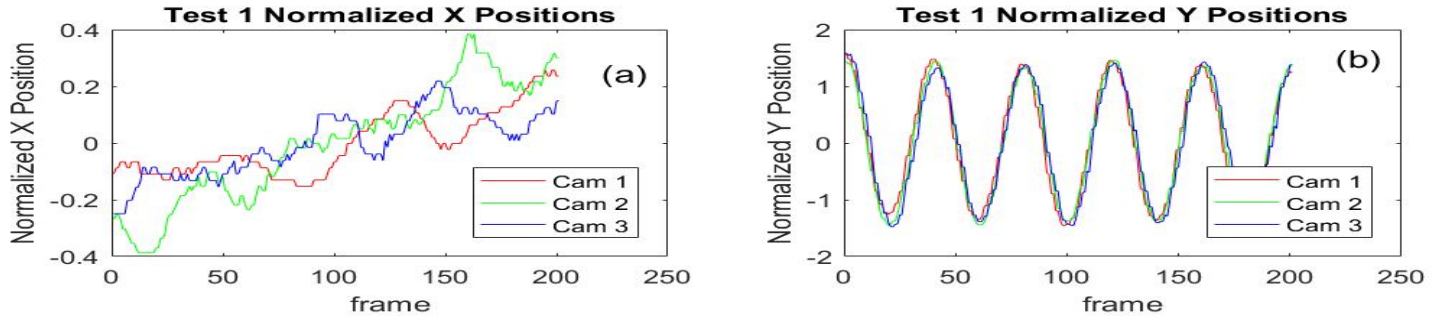 Test 1 Normalized X Positions
0.4
0.2
0
-0.2
-0.4
Normalized X Position
(a)
Cam 1
Cam 2
Cam 3
0 50 100 150 200 250
frame
Test 1 Normalized Y Positions
2
1
0
-1
-2
Normalized Y Position
(b)
Cam 1
Cam 2
Cam 3
0 50 100 150 200 250
frame